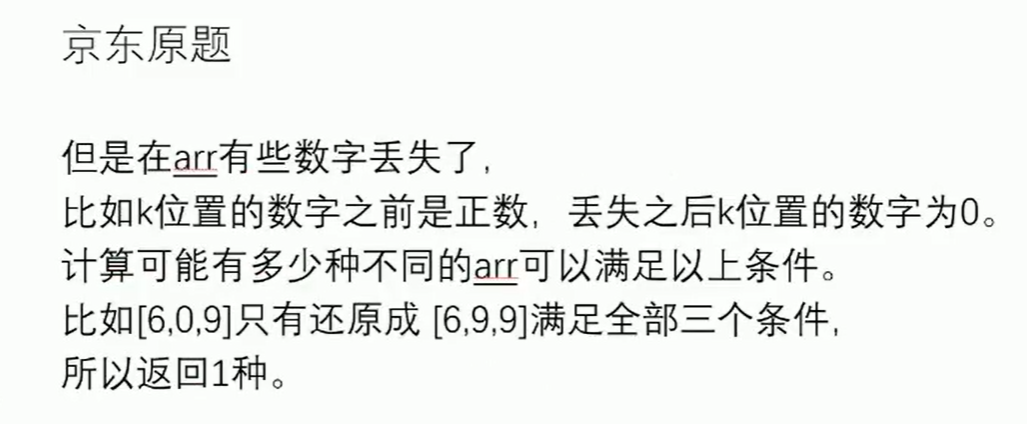 京东原题
但是在arr有些数字丢失了,
比如k位置的数字之前是正数，丢失之后k位置的数字为0。
计算可能有多少种不同的arr可以满足以上条件。
比如[6,0,9]只有还原成 [6,9,9]满足全部三个条件,
所以返回1种。